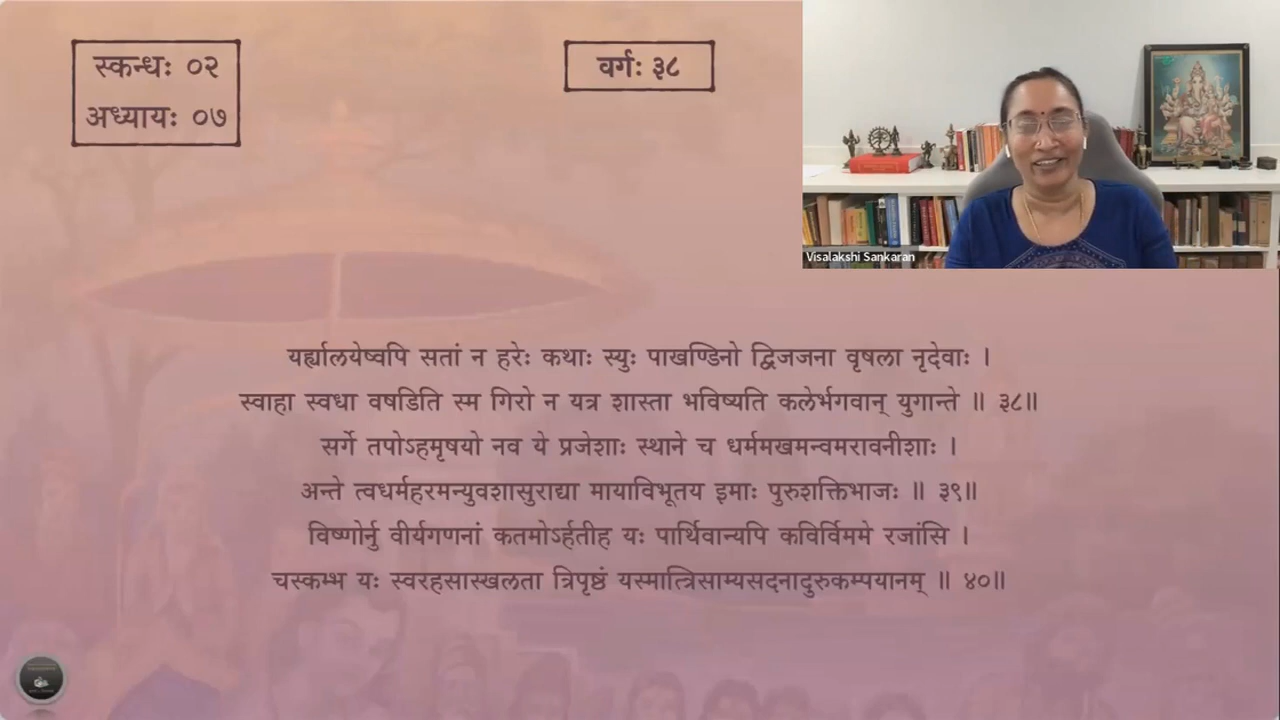 स्कन्धः ०२
अध्यायः ०७
वर्गः ३८
Visalakshi Sankaran
यर्ह्यालयेष्वपि सतां न हरेः कथाः स्युः पाखण्डिनो द्विजजना वृषला नृदेवाः ।
स्वाहा स्वधा वषडिति स्म गिरो न यत्र शास्ता भविष्यति कलेर्भगवान् युगान्ते ॥ ३८॥
सर्गे तपोऽहमृषयो नव ये प्रजेशाः स्थाने च धर्ममखमन्वमरावनीशाः ।
अन्ते त्वधर्महरमन्युवशासुराद्या मायाविभूतय इमाः पुरुशक्तिभाजः ॥ ३९॥
विष्णोर्नु वीर्यगणनां कतमोऽर्हतीह यः पार्थिवान्यपि कविर्विममे रजांसि ।
चस्कम्भ यः स्वरहसास्खलता त्रिपृष्ठं यस्मात्त्रिसाम्यसदनादुरुकम्पयानम् ॥ ४०॥